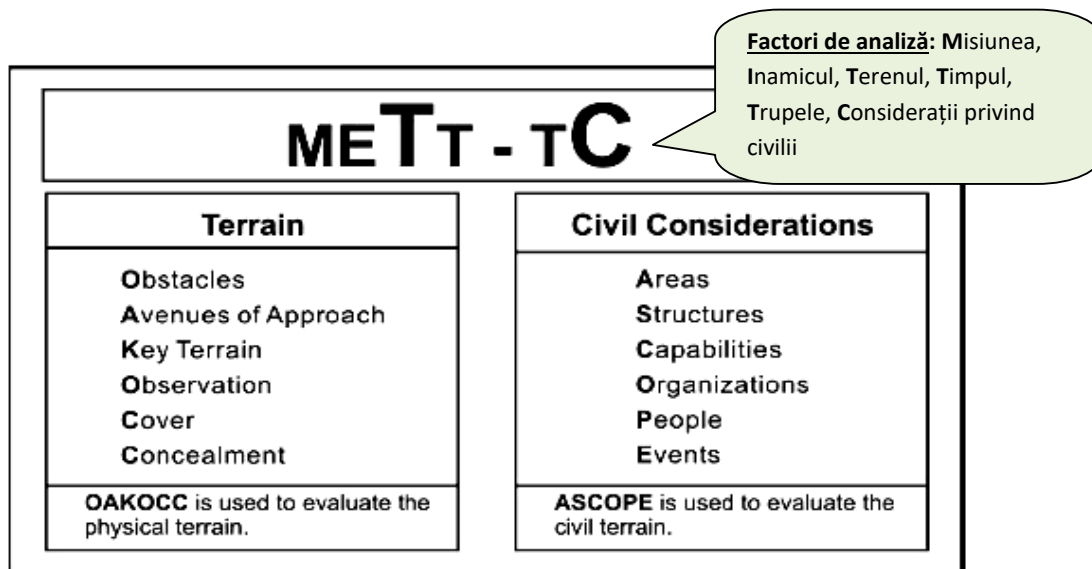 Factori de analiză: Misiunea,
Inamicul, Terenul, Timpul,
Trupele, Considerații privind
civilii
METT - TC
Terrain
Obstacles
Avenues of Approach
Key Terrain
Observation
Cover
Concealment
OAKOCC is used to evaluate the
physical terrain.
Civil Considerations
Areas
Structures
Capabilities
Organizations
People
Events
ASCOPE is used to evaluate the
civil terrain.